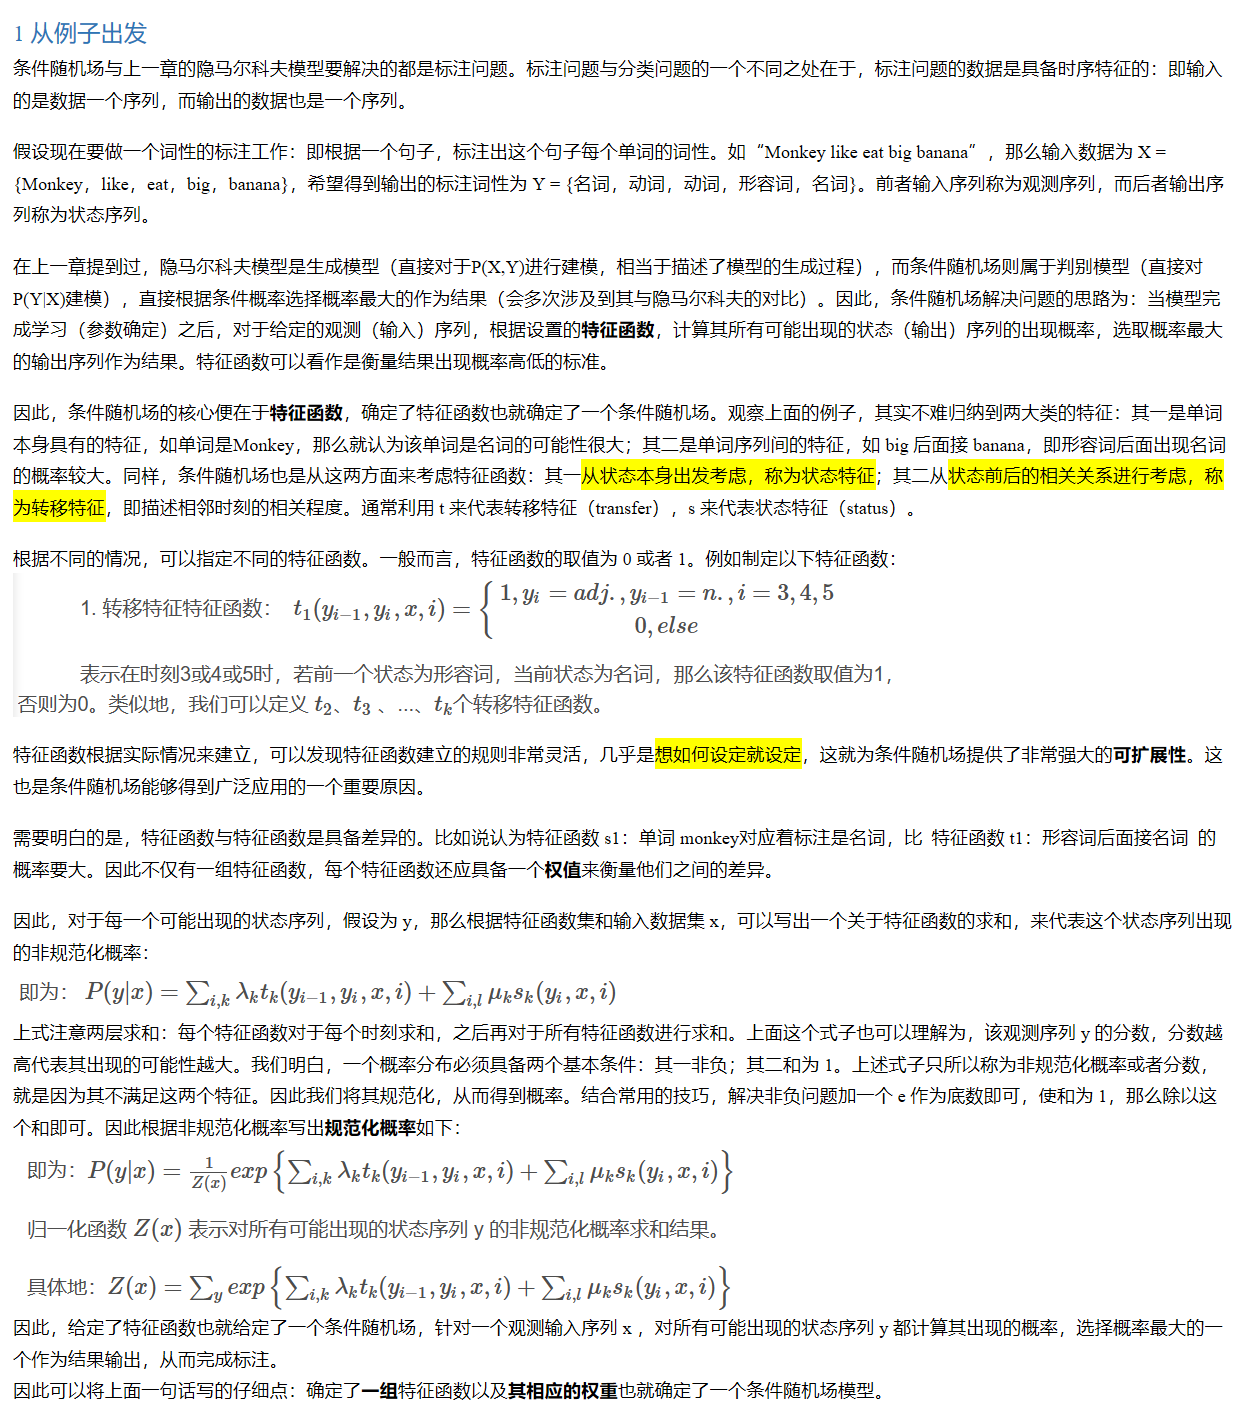 1 从例子出发
条件随机场与上一章的隐马尔科夫模型要解决的都是标注问题。标注问题与分类问题的一个不同之处在于，标注问题的数据是具备时序特征的：即输入
的是数据一个序列，而输出的数据也是一个序列。
假设现在要做一个词性的标注工作：即根据一个句子，标注出这个句子每个单词的词性。如“Monkey like eat big banana”，那么输入数据为 X =
{Monkey，like，eat，big，banana}，希望得到输出的标注词性为 Y = {名词，动词，动词，形容词，名词}。前者输入序列称为观测序列，而后者输出序
列称为状态序列。
在上一章提到过，隐马尔科夫模型是生成模型（直接对于P(X,Y)进行建模，相当于描述了模型的生成过程），而条件随机场则属于判别模型（直接对
P(Y|X)建模），直接根据条件概率选择概率最大的作为结果（会多次涉及到其与隐马尔科夫的对比）。因此，条件随机场解决问题的思路为：当模型完
成学习（参数确定）之后，对于给定的观测（输入）序列，根据设置的特征函数，计算其所有可能出现的状态（输出）序列的出现概率，选取概率最大
的输出序列作为结果。特征函数可以看作是衡量结果出现概率高低的标准。
因此，条件随机场的核心便在于特征函数，确定了特征函数也就确定了一个条件随机场。观察上面的例子，其实不难归纳到两大类的特征：其一是单词
本身具有的特征，如单词是Monkey，那么就认为该单词是名词的可能性很大；其二是单词序列间的特征，如 big 后面接 banana，即形容词后面出现名词
的概率较大。同样，条件随机场也是从这两方面来考虑特征函数：其一从状态本身出发考虑，称为状态特征；其二从状态前后的相关关系进行考虑，称
为转移特征，即描述相邻时刻的相关程度。通常利用 t 来代表转移特征（transfer），s 来代表状态特征（status）。
根据不同的情况，可以指定不同的特征函数。一般而言，特征函数的取值为 0 或者 1。例如制定以下特征函数：
1. 转移特征特征函数： t_1(y_{i-1}, y_i, x, i) = { 1, y_i = adj., y_{i-1} = n., i = 3, 4, 5
0, else
表示在时刻3或4或5时，若前一个状态为形容词，当前状态为名词，那么该特征函数取值为1，
否则为0。类似地，我们可以定义 t_2、t_3 、...、t_k个转移特征函数。
特征函数根据实际情况来建立，可以发现特征函数建立的规则非常灵活，几乎是想如何设定就设定，这就为条件随机场提供了非常强大的可扩展性。这
也是条件随机场能够得到广泛应用的一个重要原因。
需要明白的是，特征函数与特征函数是具备差异的。比如说认为特征函数 s1：单词 monkey对应着标注是名词，比 特征函数 t1：形容词后面接名词 的
概率要大。因此不仅有一组特征函数，每个特征函数还应具备一个权值来衡量他们之间的差异。
因此，对于每一个可能出现的状态序列，假设为 y，那么根据特征函数集和输入数据集 x，可以写出一个关于特征函数的求和，来代表这个状态序列出现
的非规范化概率：
即为： P(y|x) = ∑_{i,k} λ_k t_k(y_{i-1}, y_i, x, i) + ∑_{i,l} μ_k s_k(y_i, x, i)
上式注意两层求和：每个特征函数对于每个时刻求和，之后再对于所有特征函数进行求和。上面这个式子也可以理解为，该观测序列 y 的分数，分数越
高代表其出现的可能性越大。我们明白，一个概率分布必须具备两个基本条件：其一非负；其二和为 1。上述式子只所以称为非规范化概率或者分数，
就是因为其不满足这两个特征。因此我们将其规范化，从而得到概率。结合常用的技巧，解决非负问题加一个 e 作为底数即可，使和为 1，那么除以这
个和即可。因此根据非规范化概率写出规范化概率如下：
即为：P(y|x) = \frac{1}{Z(x)} exp{∑_{i,k} λ_k t_k(y_{i-1}, y_i, x, i) + ∑_{i,l} μ_k s_k(y_i, x, i)}
归一化函数 Z(x) 表示对所有可能出现的状态序列 y 的非规范化概率求和结果。
具体地：Z(x) = ∑_y exp{∑_{i,k} λ_k t_k(y_{i-1}, y_i, x, i) + ∑_{i,l} μ_k s_k(y_i, x, i)}
因此，给定了特征函数也就给定了一个条件随机场，针对一个观测输入序列 x ，对所有可能出现的状态序列 y 都计算其出现的概率，选择概率最大的一
个作为结果输出，从而完成标注。
因此可以将上面一句话写的仔细点：确定了一组特征函数以及其相应的权重也就确定了一个条件随机场模型。